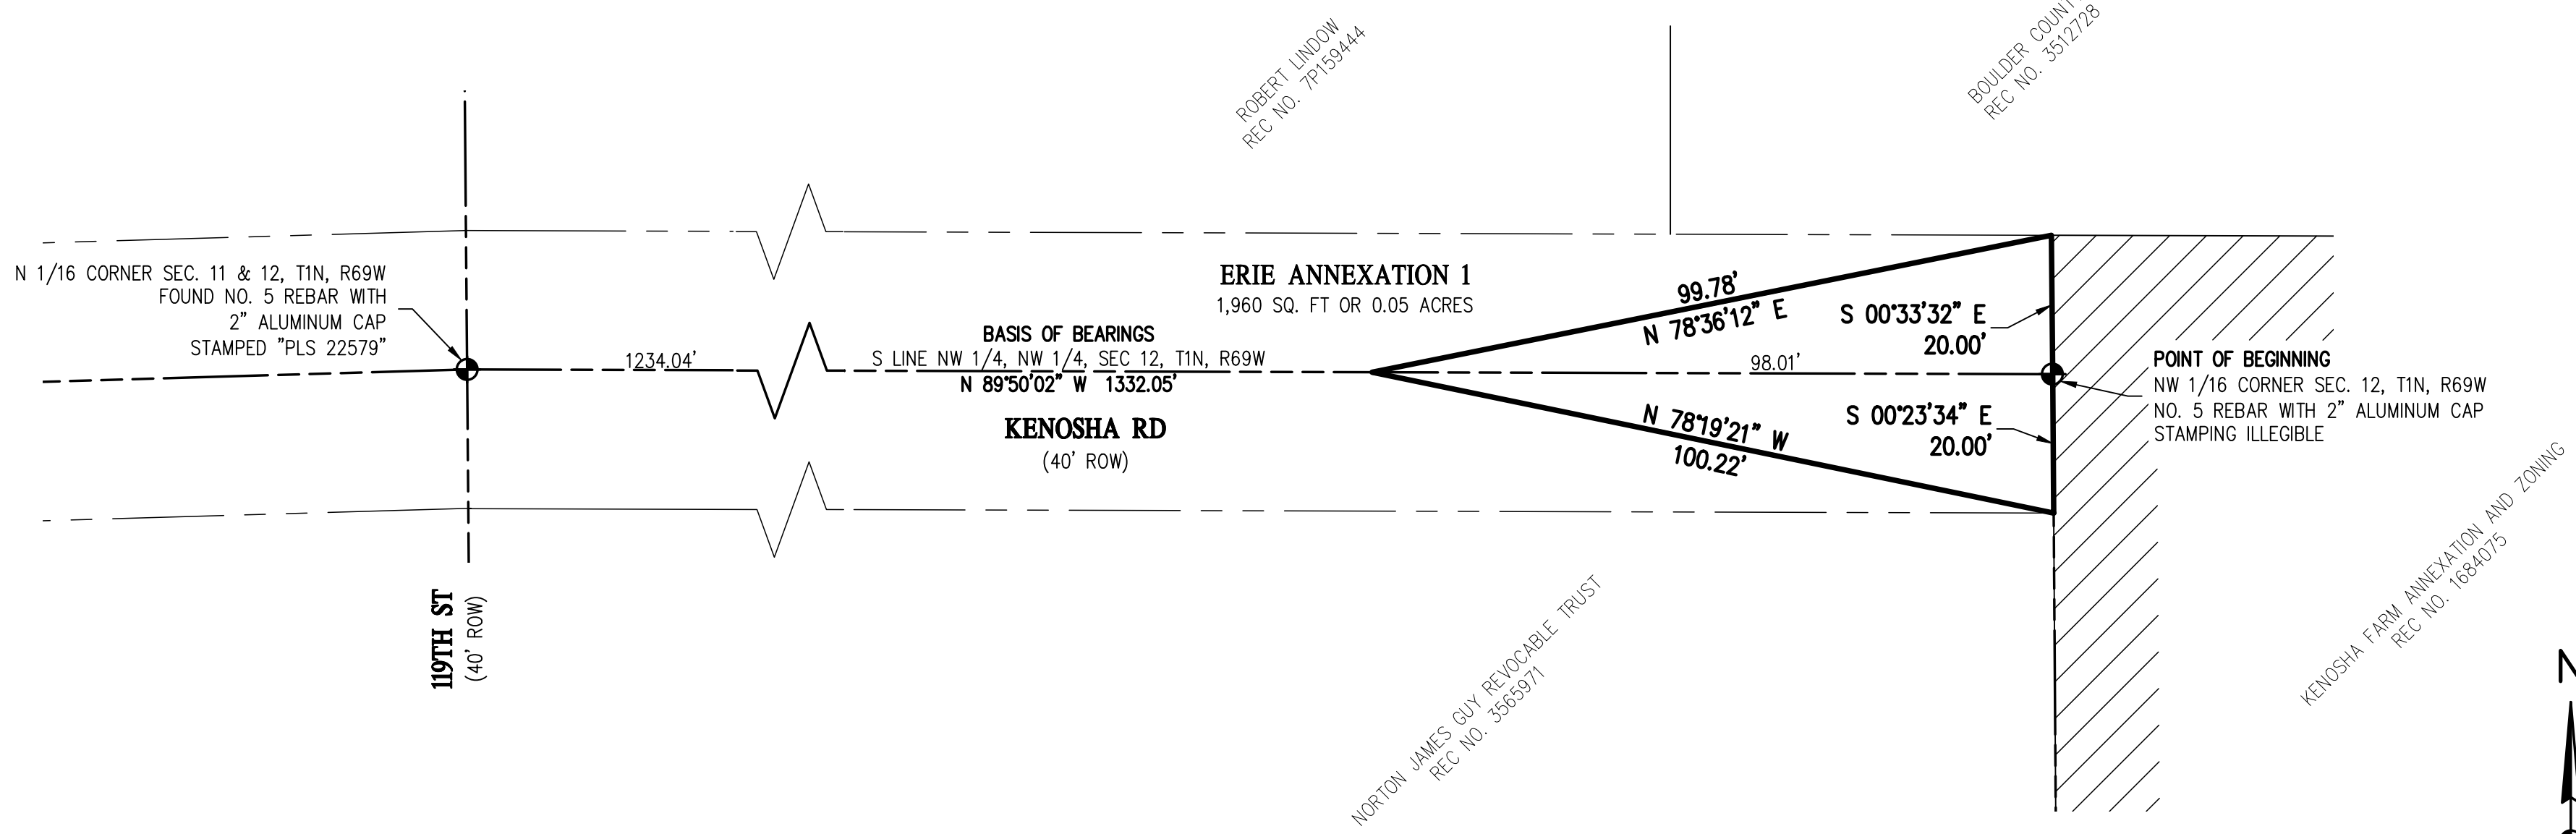 ROBERT LINDOW
REC NO. 7P159444
REC NO. 3512728
N 1/16 CORNER SEC. 11 & 12, T1N, R69W
FOUND NO. 5 REBAR WITH
2" ALUMINUM CAP
STAMPED "PLS 22579"
1234.04'
ERIE ANNEXATION 1
1,960 SQ. FT OR 0.05 ACRES
BASIS OF BEARINGS
S LINE NW 1/4, NW 1/4, SEC 12, T1N, R69W
N 89°50'02" W 1332.05'
KENOSHA RD
(40' ROW)
99.78'
N 78°36'12" E
98.01'
N 78°19'21" W
100.22'
S 00°33'32" E
20.00'
S 00°23'34" E
20.00'
POINT OF BEGINNING
NW 1/16 CORNER SEC. 12, T1N, R69W
NO. 5 REBAR WITH 2" ALUMINUM CAP
STAMPING ILLEGIBLE
119TH ST
(40' ROW)
NORTON JAMES GUY REVOCABLE TRUST
REC NO. 3565971
KENOSHA FARM ANNEXATION AND ZONING
REC NO. 1684075
BOULDER